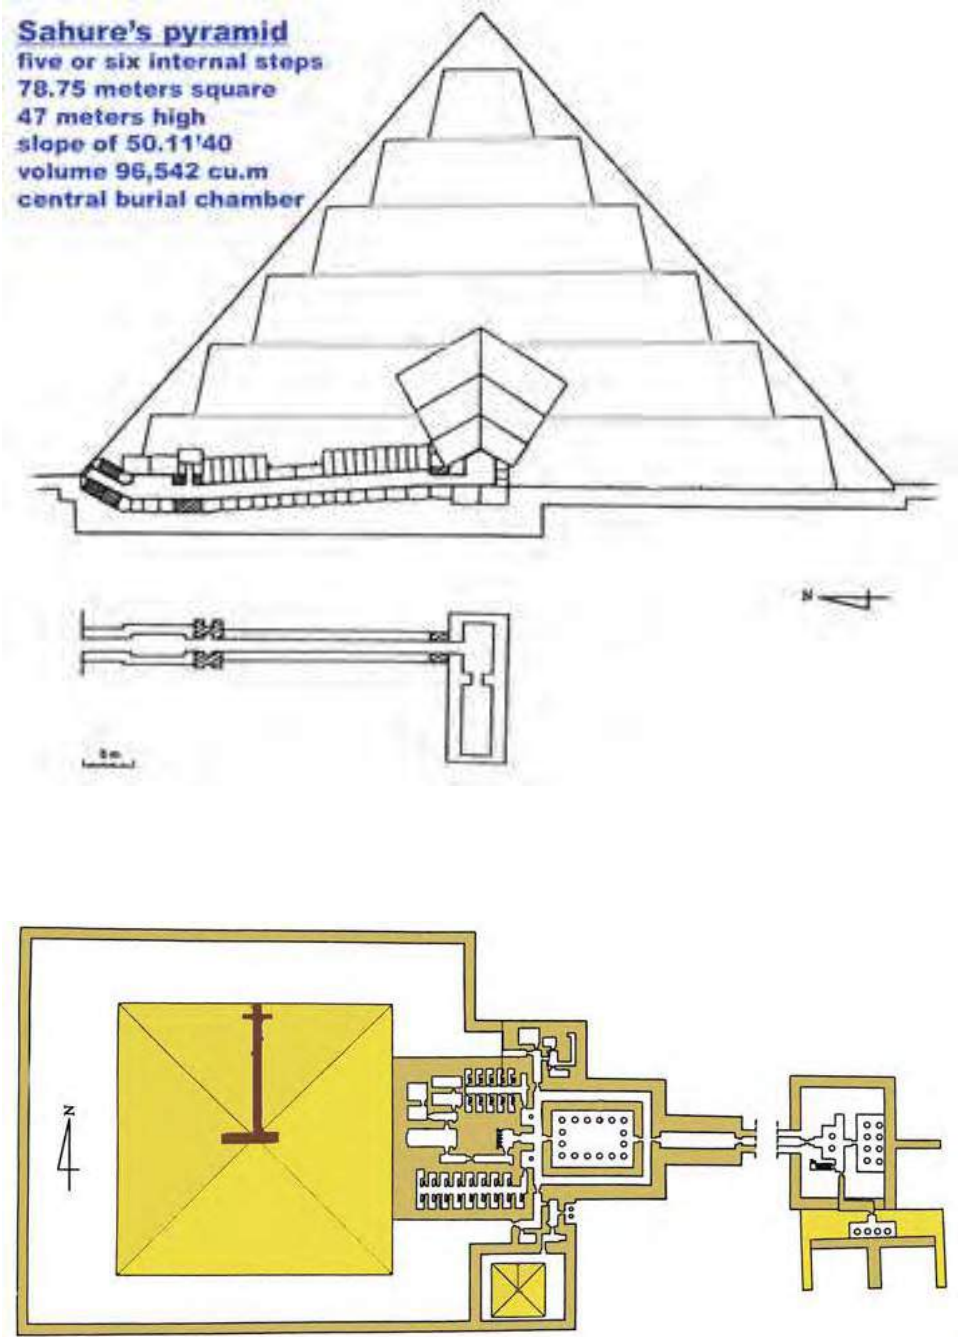 Sahure's pyramid
five or six internal steps
78.75 meters square
47 meters high
slope of 50.11'40
volume 96,542 cu.m
central burial chamber
N
N